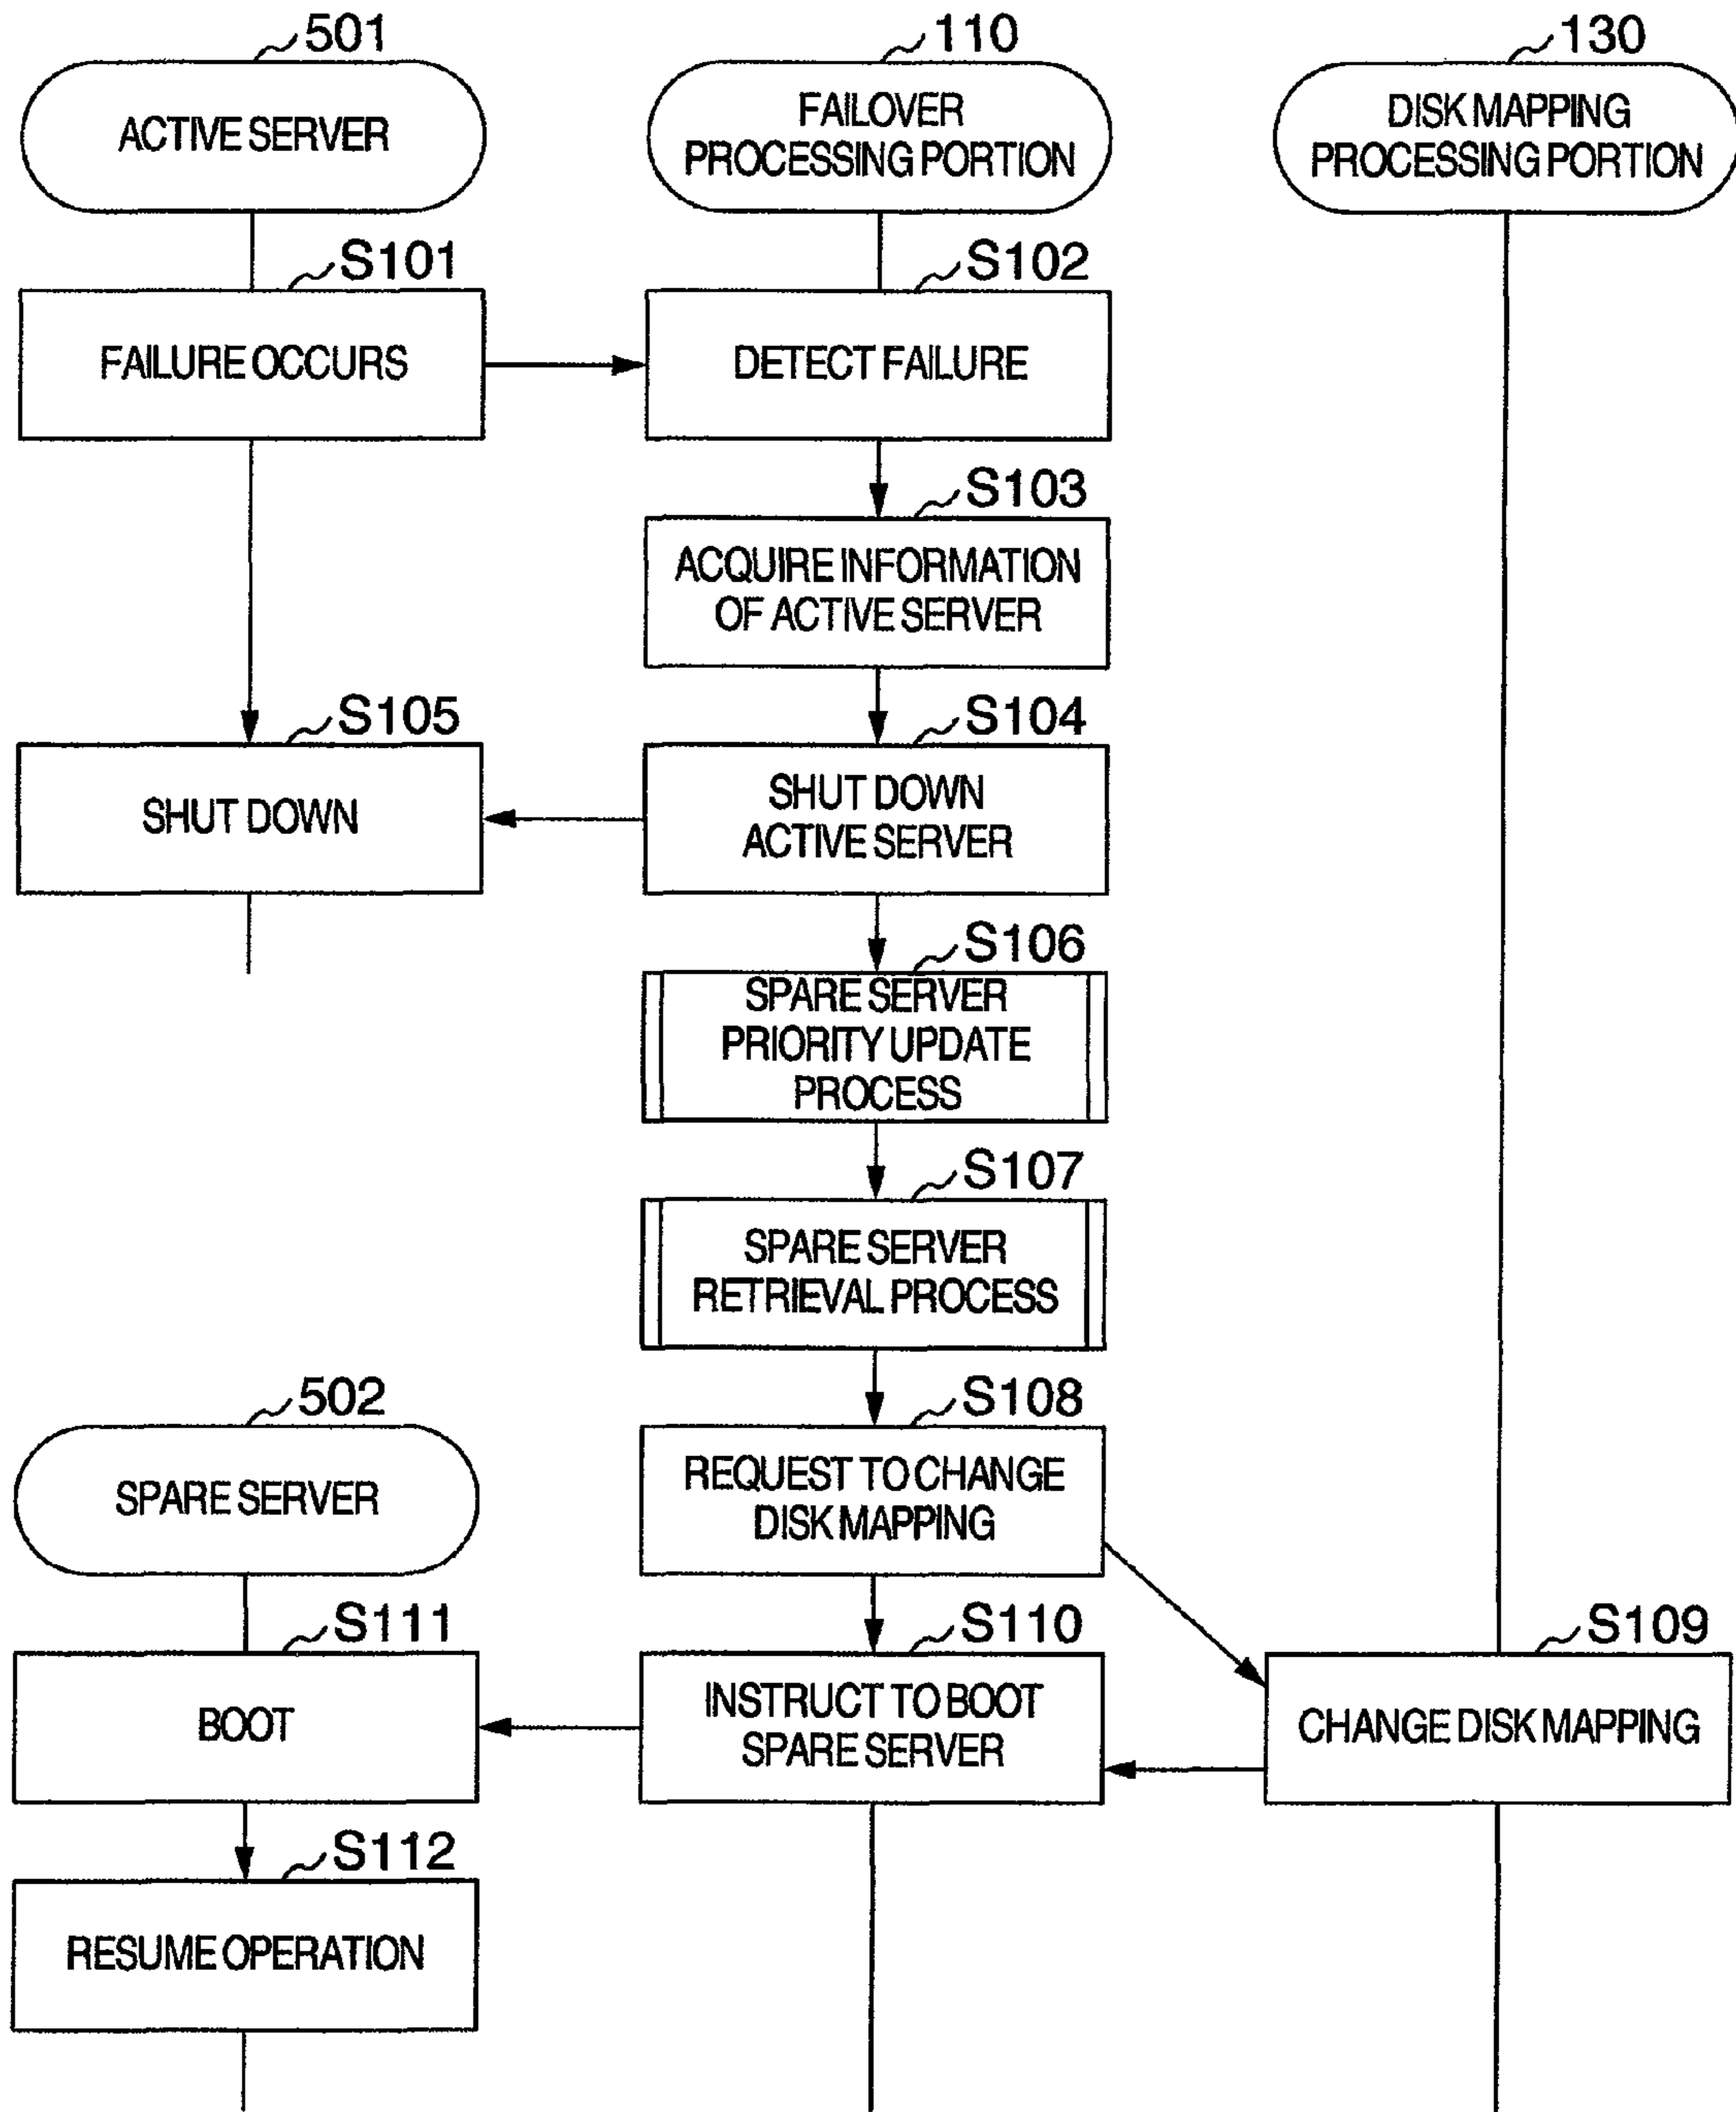 501
110
130
ACTIVE SERVER
FAILOVER
PROCESSING PORTION
DISK MAPPING
PROCESSING PORTION
S101
S102
FAILURE OCCURS
DETECT FAILURE
S103
ACQUIRE INFORMATION
OF ACTIVE SERVER
S105
S104
SHUT DOWN
SHUT DOWN
ACTIVE SERVER
S106
SPARE SERVER
PRIORITY UPDATE
PROCESS
S107
SPARE SERVER
RETRIEVAL PROCESS
502
S108
SPARE SERVER
REQUEST TO CHANGE
DISK MAPPING
S111
S110
S109
BOOT
INSTRUCT TO BOOT
SPARE SERVER
CHANGE DISK MAPPING
S112
RESUME OPERATION